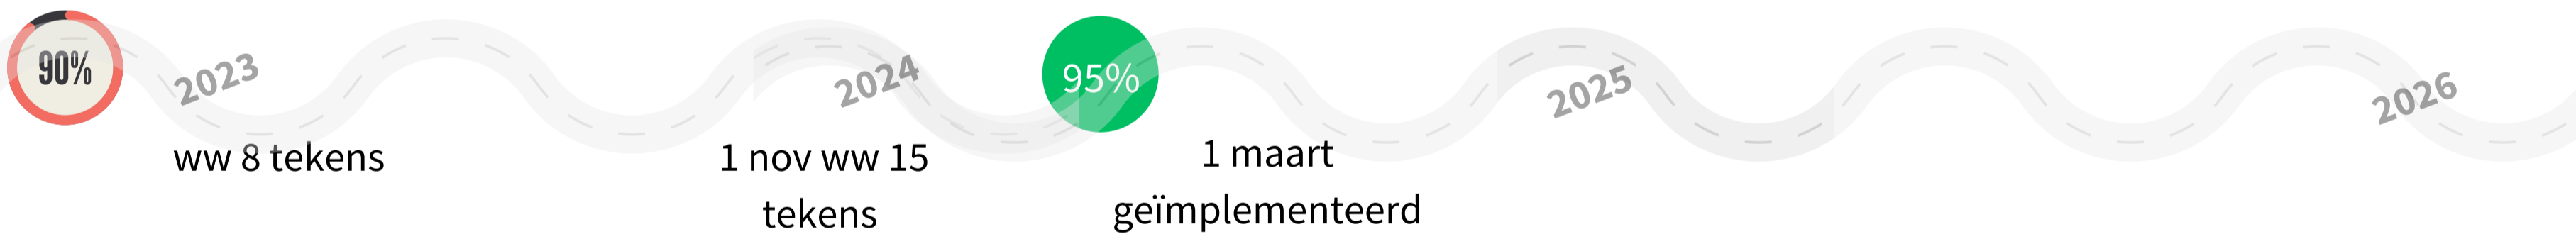 90%
2023
ww 8 tekens
1 nov ww 15
tekens
2024
95%
1 maart
geïmplementeerd
2025
2026